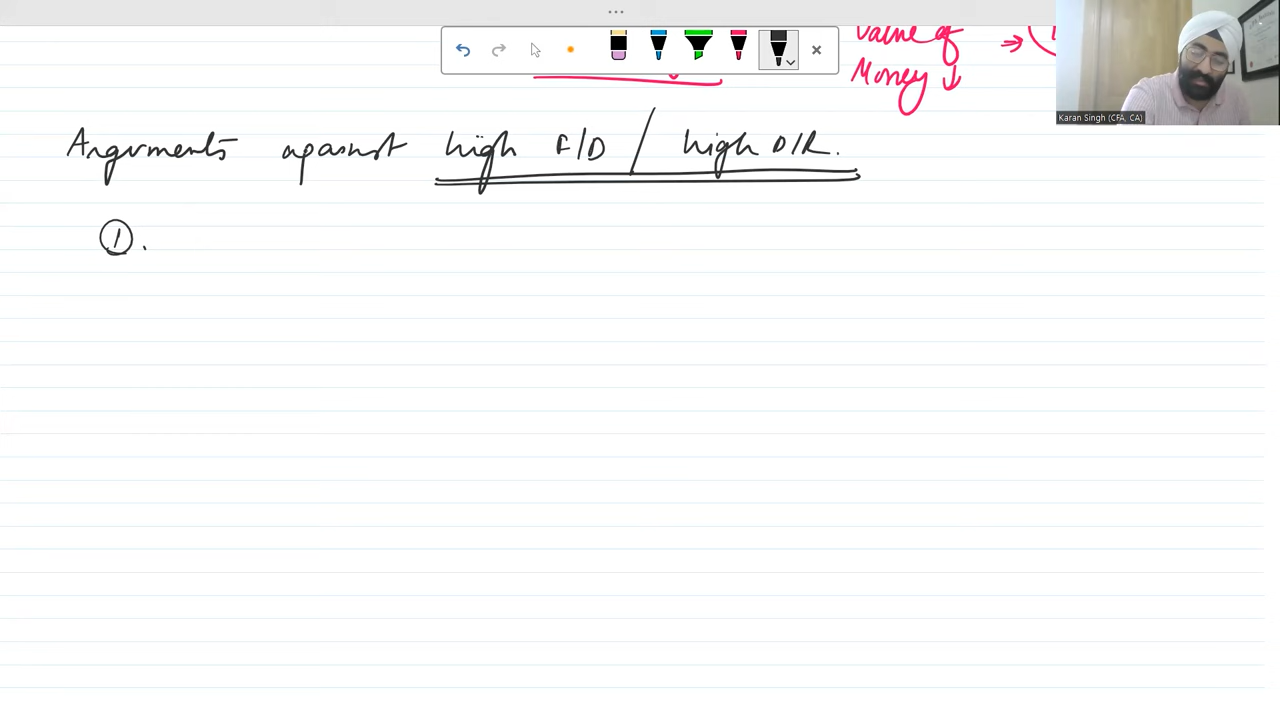 Value of
Money ↓
Karan Singh (CFA, CA)
Arguments against high F/D / high D/R.
①.